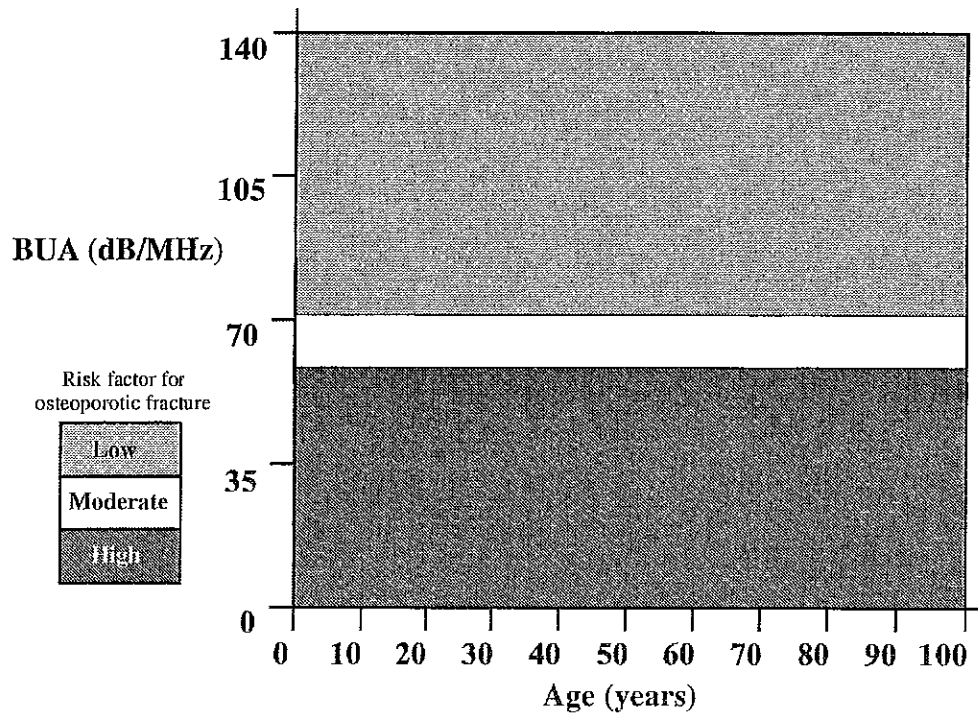 140
105
BUA (dB/MHz)
70
Risk factor for
osteoporotic fracture
Low
Moderate
High
35
0
0 10 20 30 40 50 60 70 80 90 100
Age (years)